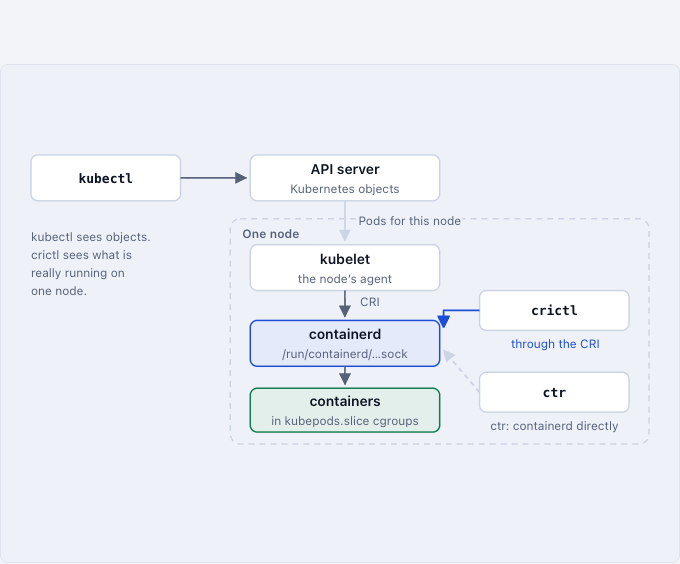 kubectl
API server
Kubernetes objects
Pods for this node
kubectl sees objects.
crictl sees what is
really running on
one node.
One node
kubelet
the node's agent
CRI
crictl
through the CRI
containerd
/run/containerd/...sock
ctr
ctr: containerd directly
containers
in kubepods.slice cgroups